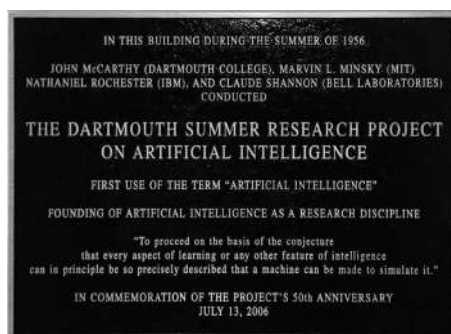 IN THIS BUILDING DURING THE SUMMER OF 1956
JOHN McCARTHY (DARTMOUTH COLLEGE), MARVIN L. MINSKY (MIT)
NATHANIEL ROCHESTER (IBM), AND CLAUDE SHANNON (BELL LABORATORIES)
CONDUCTED
THE DARTMOUTH SUMMER RESEARCH PROJECT
ON ARTIFICIAL INTELLIGENCE
FIRST USE OF THE TERM "ARTIFICIAL INTELLIGENCE"
FOUNDING OF ARTIFICIAL INTELLIGENCE AS A RESEARCH DISCIPLINE
"To proceed on the basis of the conjecture
that every aspect of learning or any other feature of intelligence
can in principle be so precisely described that a machine can be made to simulate it."
IN COMMEMORATION OF THE PROJECT'S 50th ANNIVERSARY
JULY 13, 2006